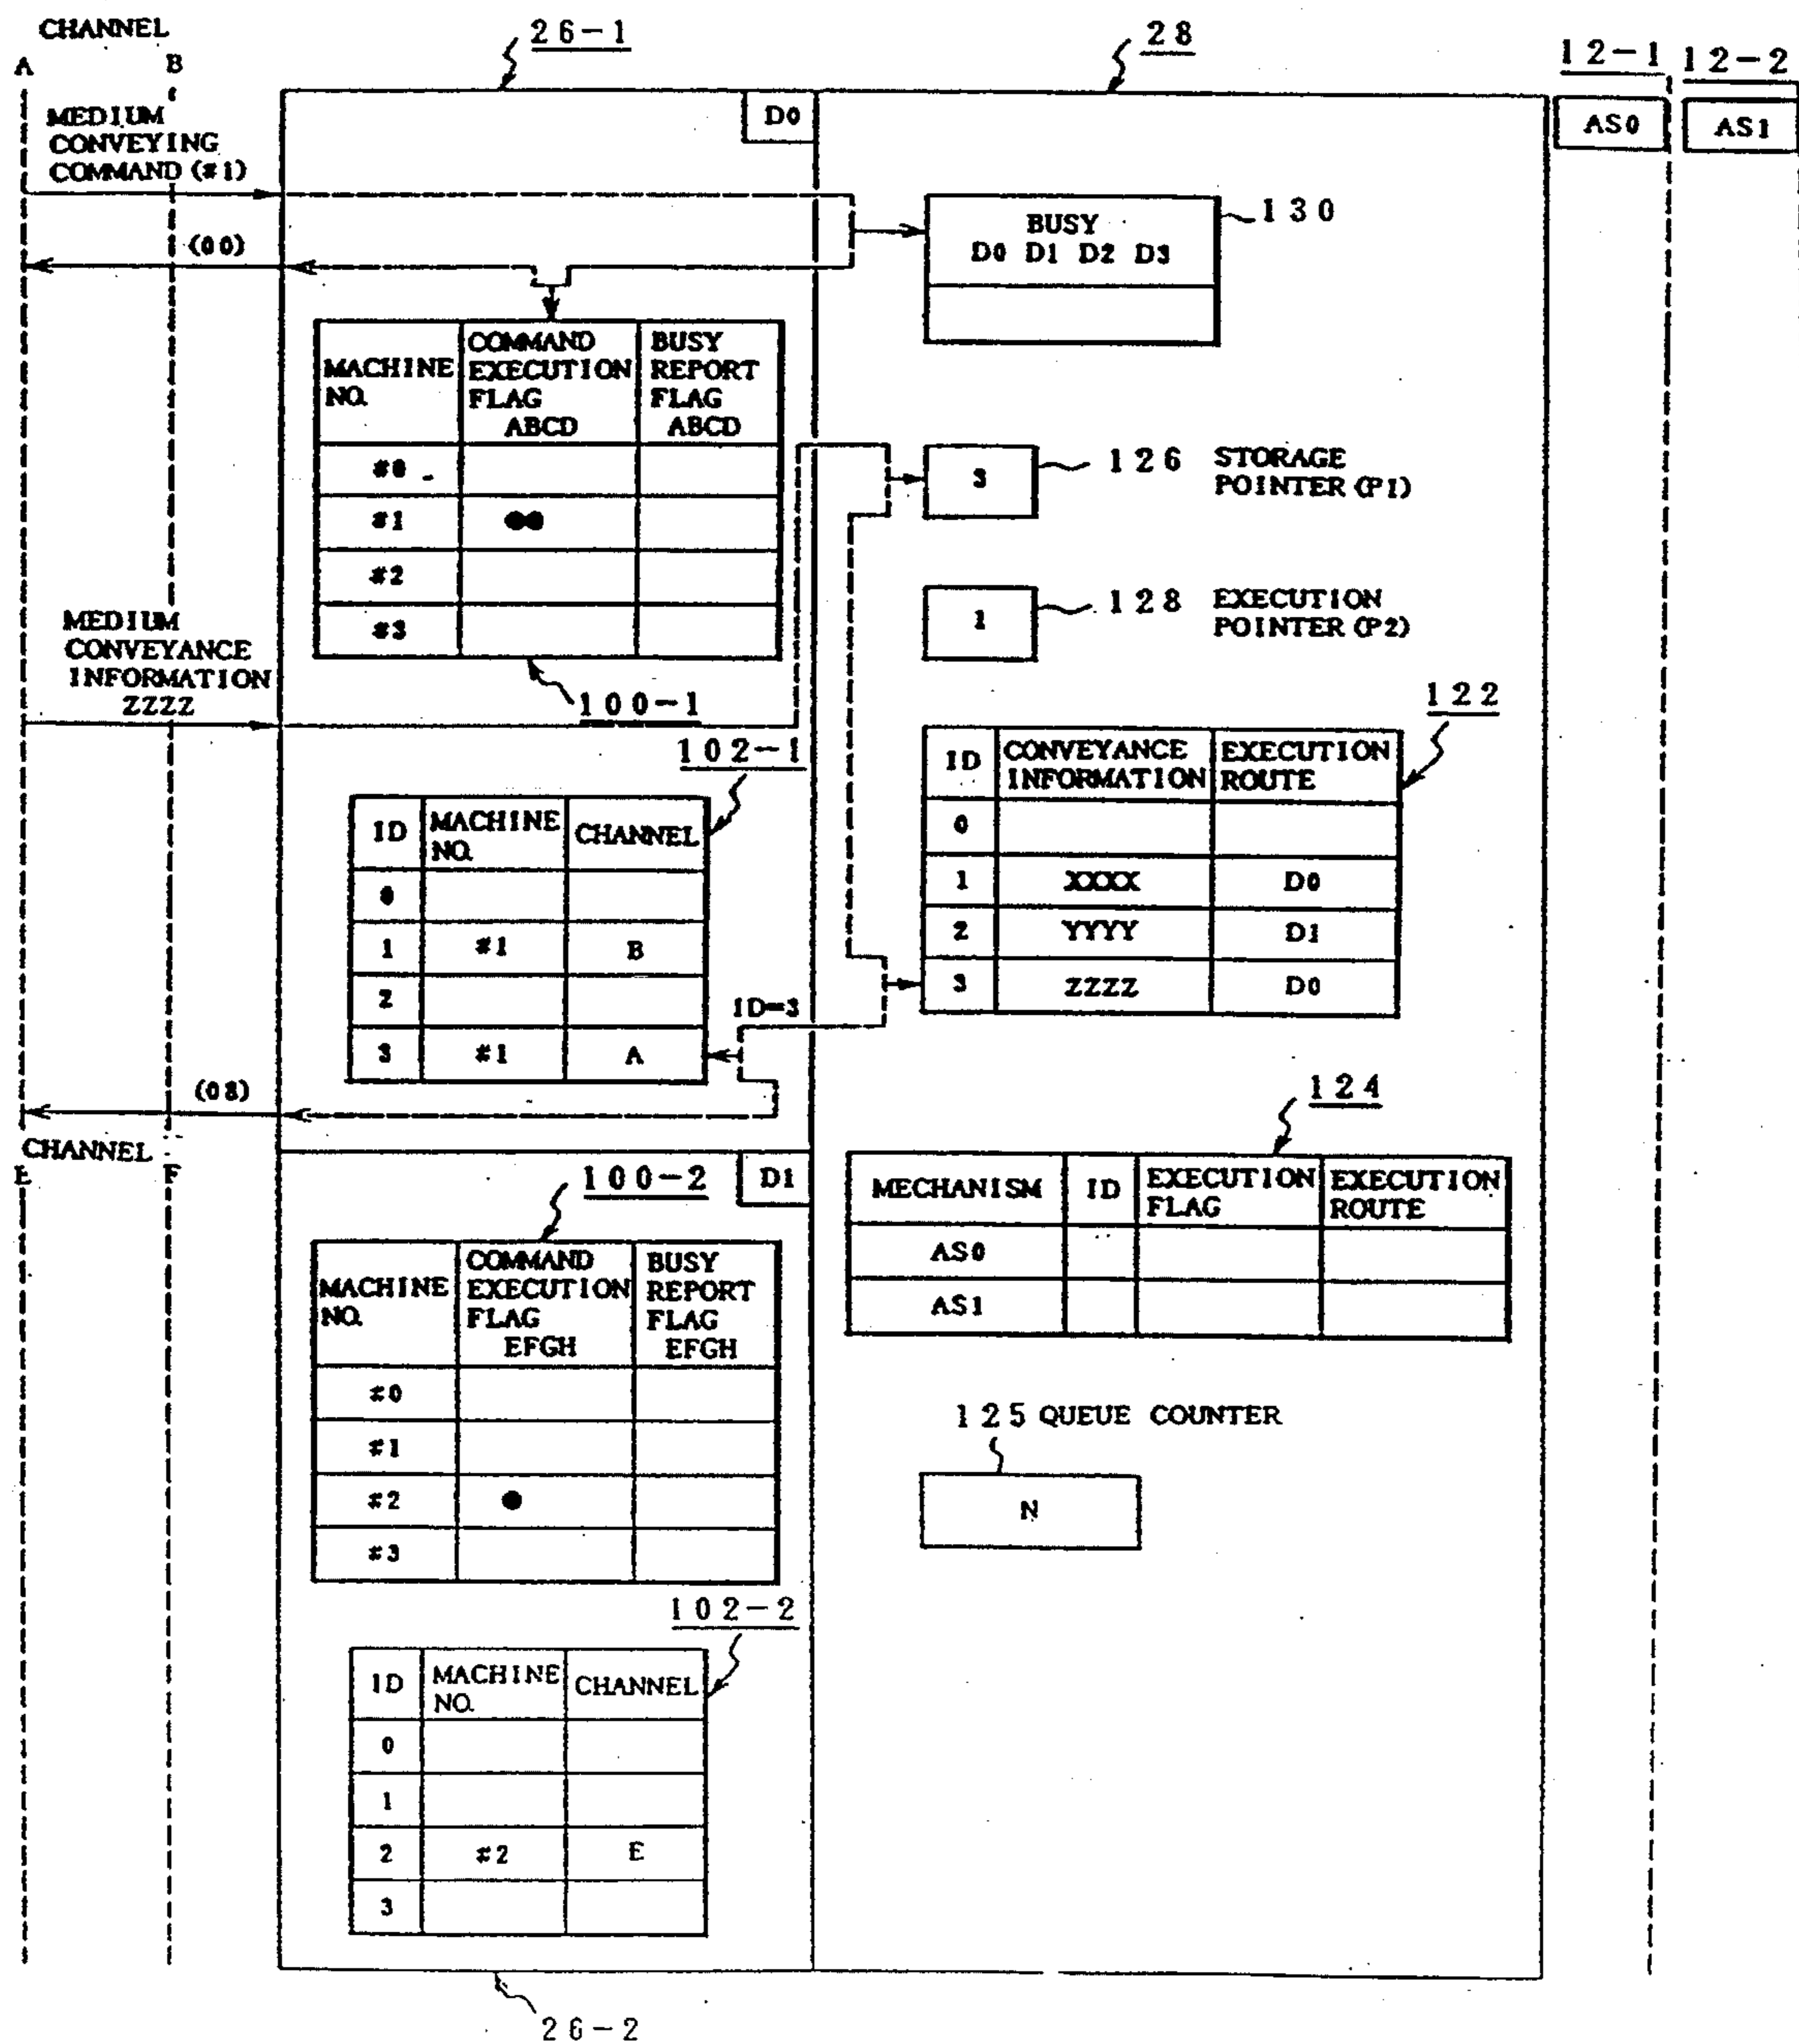 CHANNEL
A
B
26-1
28
12-1
12-2
D0
AS0
AS1
MEDIUM
CONVEYING
COMMAND (#1)
(00)
BUSY
D0 D1 D2 D3
130
MACHINE
NO.
COMMAND
EXECUTION
FLAG
ABCD
BUSY
REPORT
FLAG
ABCD
#0
#1
#2
#3
100-1
3
126 STORAGE
POINTER (P1)
1
128 EXECUTION
POINTER (P2)
MEDIUM
CONVEYANCE
INFORMATION
ZZZZ
102-1
ID
MACHINE
NO.
CHANNEL
0
1 #1 B
2
3 #1 A
ID=3
(08)
122
ID
CONVEYANCE
INFORMATION
EXECUTION
ROUTE
0
1 XXXX D0
2 YYYY D1
3 ZZZZ D0
124
MECHANISM
ID
EXECUTION
FLAG
EXECUTION
ROUTE
AS0
AS1
CHANNEL
E
F
100-2
D1
MACHINE
NO.
COMMAND
EXECUTION
FLAG
EFGH
BUSY
REPORT
FLAG
EFGH
#0
#1
#2
#3
125 QUEUE COUNTER
N
102-2
ID
MACHINE
NO.
CHANNEL
0
1
2 #2 E
3
26-2